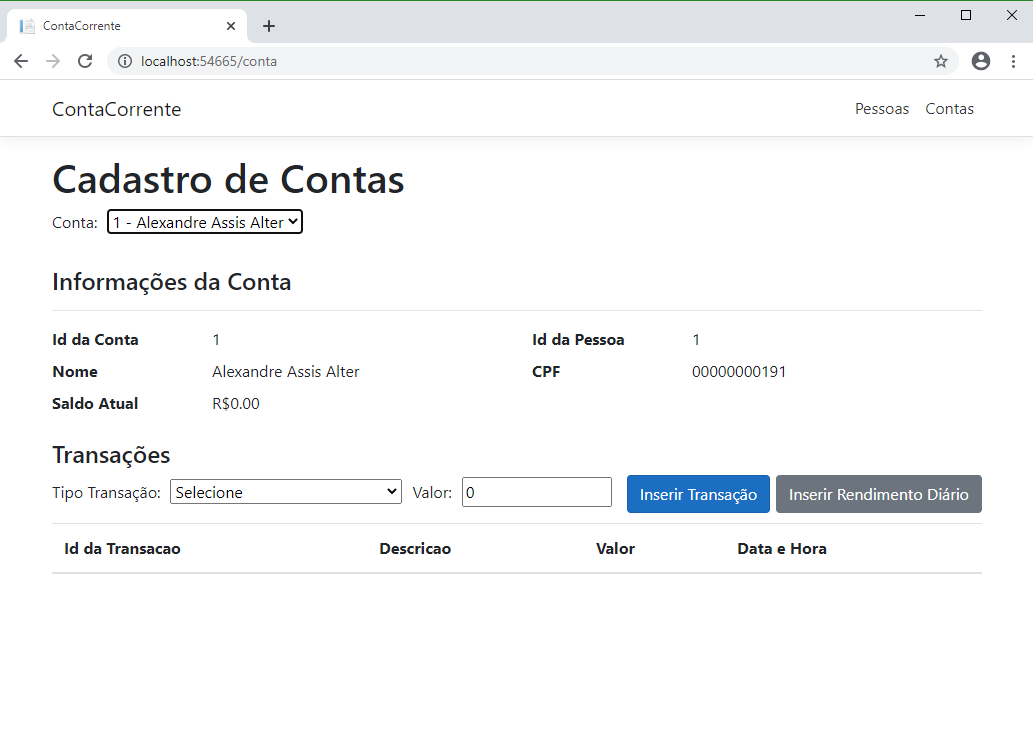 ContaCorrente
localhost:54665/conta
ContaCorrente Pessoas Contas
Cadastro de Contas
Conta: 1 - Alexandre Assis Alter
Informações da Conta
Id da Conta 1 Id da Pessoa 1
Nome Alexandre Assis Alter CPF 00000000191
Saldo Atual R$0.00
Transações
Tipo Transação: Selecione Valor: 0 Inserir Transação Inserir Rendimento Diário
Id da Transacao Descricao Valor Data e Hora